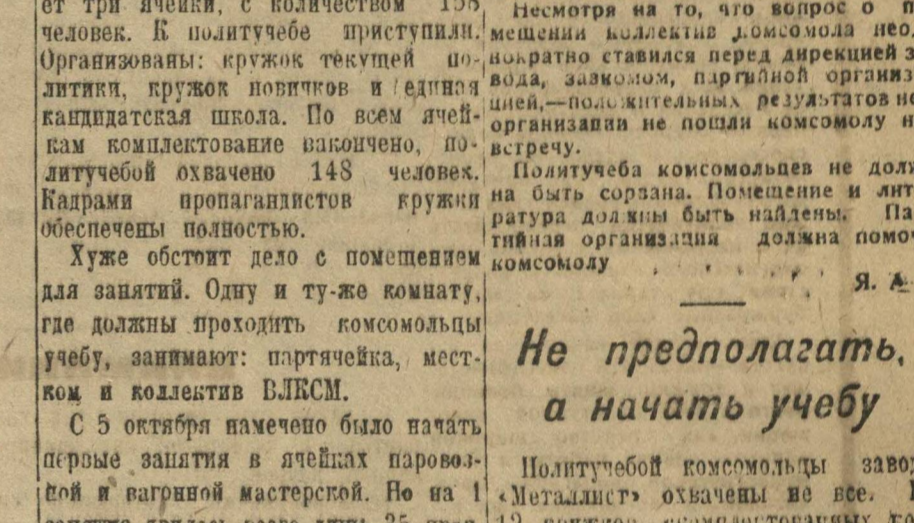 ет три ячейки, с количеством 158
человек. К политучебе приступили.
Организованы: кружок текущей по-
литики, кружок новичков и единая
кандидатская школа. По всем ячей-
кам комплектование закончено, по-
литучебой охвачено 148 человек.
Кадрами пропагандистов кружки
обеспечены полностью.
Хуже обстоит дело с помещением
для занятий. Одну и ту-же комнату,
где должны проходить комсомольцы
учебу, занимают: партячейка, мест-
ком и коллектив ВЛКСМ.
С 5 октября намечено было начать
первые занятия в ячейках паровоз-
ной и вагонной мастерской. Но на 1
Несмотря на то, что вопрос о п
мещении коллектив комсомола нео
нократно ставился перед дирекцией з
вода, завкомом, партийной организ
цией,—положительных результатов не
организации не пошли комсомолу н
встречу.
Политучеба комсомольцев не долж
на быть сорвана. Помещение и лит
ратура должны быть найдены. Па
тийная организация должна помо
комсомолу
Я. А
Не предполагать,
а начать учебу
Политучебой комсомольцы заво
«Металлист» охвачены не все.